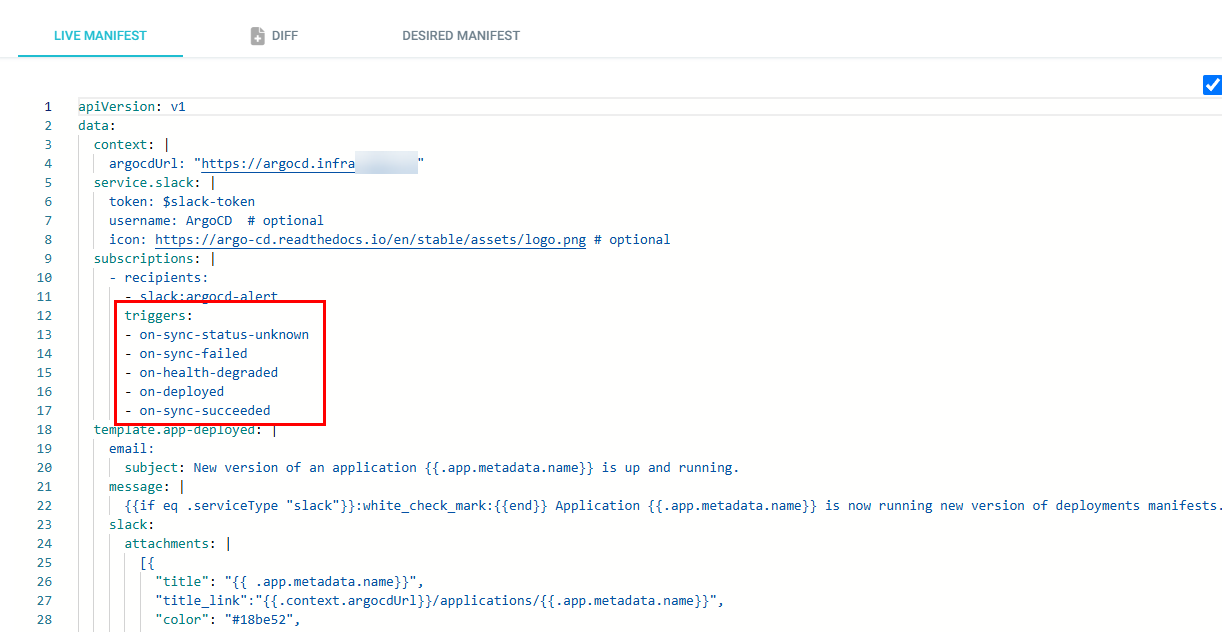 LIVE MANIFEST DIFF DESIRED MANIFEST
1 apiVersion: v1
2 data:
3 context: |
4 argocdUrl: "https://argocd.infra "
5 service.slack: |
6 token: $slack-token
7 username: ArgoCD # optional
8 icon: https://argo-cd.readthedocs.io/en/stable/assets/logo.png # optional
9 subscriptions: |
10 - recipients:
11 - slack:argocd-alert
12 triggers:
13 - on-sync-status-unknown
14 - on-sync-failed
15 - on-health-degraded
16 - on-deployed
17 - on-sync-succeeded
18 template.app-deployed: |
19 email:
20 subject: New version of an application {{.app.metadata.name}} is up and running.
21 message: |
22 {{if eq .serviceType "slack"}}:white_check_mark:{{end}} Application {{.app.metadata.name}} is now running new version of deployments manifests.
23 slack:
24 attachments: |
25 [{
26 "title": "{{ .app.metadata.name}}",
27 "title_link":"{{.context.argocdUrl}}/applications/{{.app.metadata.name}}",
28 "color": "#18be52",